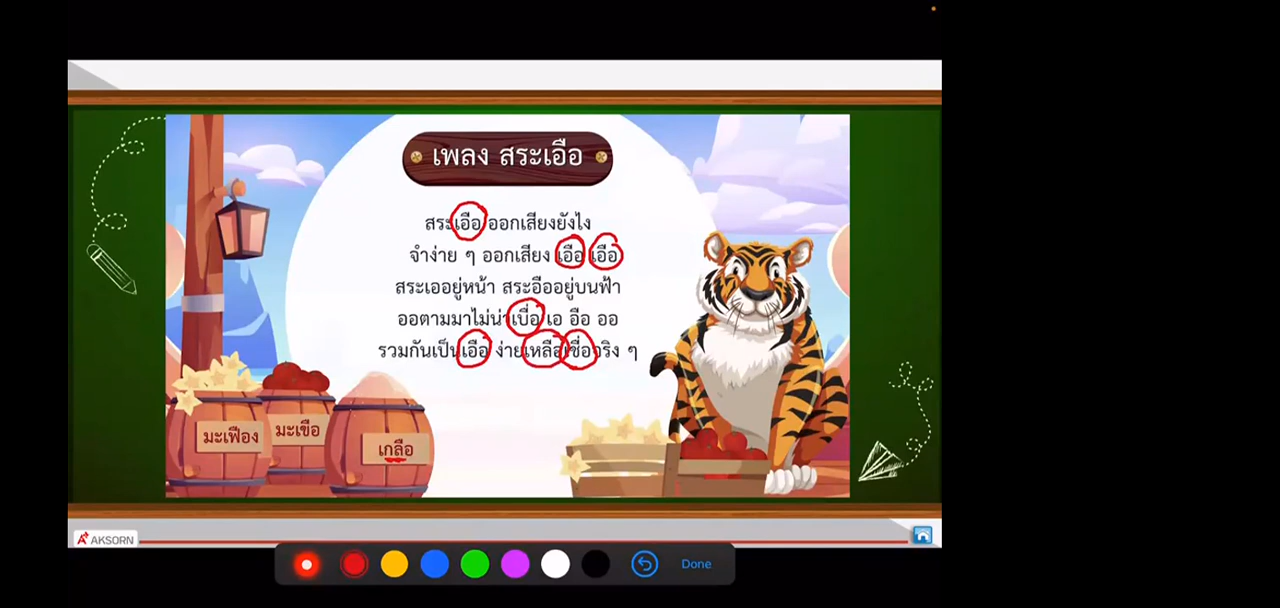 เพลง สระเอือ
สระเอือ ออกเสียงยังไง
จำง่าย ๆ ออกเสียง เอือ เอือ
สระเออยู่หน้า สระอือยู่บนฟ้า
ออตามมาไม่น่าเบื่อ เอ อือ ออ
รวมกันเป็นเอือ ง่ายเหลือเชื่อจริง ๆ
มะเฟือง
มะเขือ
เกลือ
AKSORN
Done